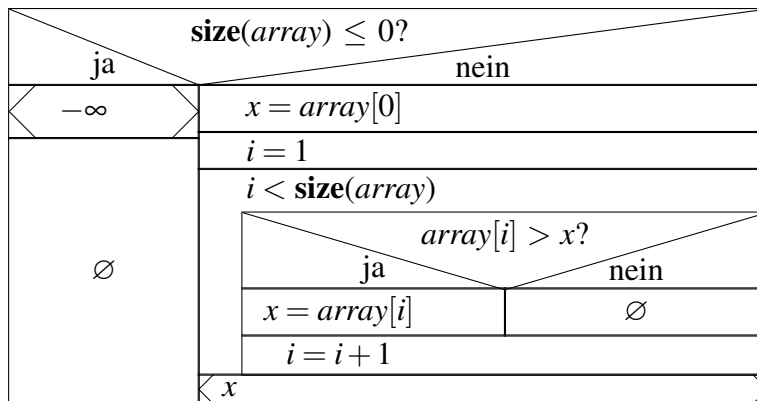 size(array) ≤ 0?
ja nein
−∞ x = array[0]
i = 1
i < size(array)
array[i] > x?
∅
ja nein
x = array[i] ∅
i = i + 1
x